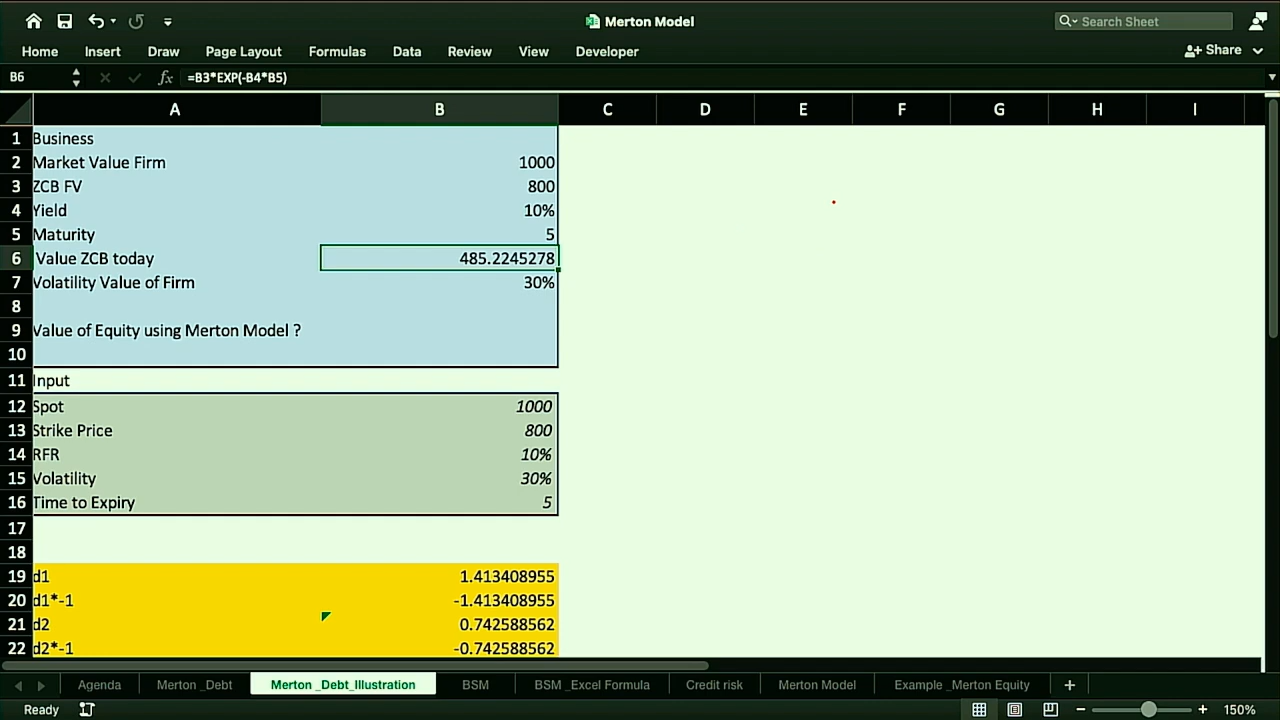 Merton Model
Search Sheet
Home Insert Draw Page Layout Formulas Data Review View Developer Share
B6 fx =B3*EXP(-B4*B5)
A B C D E F G H I
1 Business
2 Market Value Firm 1000
3 ZCB FV 800
4 Yield 10%
5 Maturity 5
6 Value ZCB today 485.2245278
7 Volatility Value of Firm 30%
8
9 Value of Equity using Merton Model ?
10
11 Input
12 Spot 1000
13 Strike Price 800
14 RFR 10%
15 Volatility 30%
16 Time to Expiry 5
17
18
19 d1 1.413408955
20 d1*-1 -1.413408955
21 d2 0.742588562
22 d2*-1 -0.742588562
Agenda Merton _Debt Merton _Debt_Illustration BSM BSM _Excel Formula Credit risk Merton Model Example _Merton Equity +
Ready − + 150%